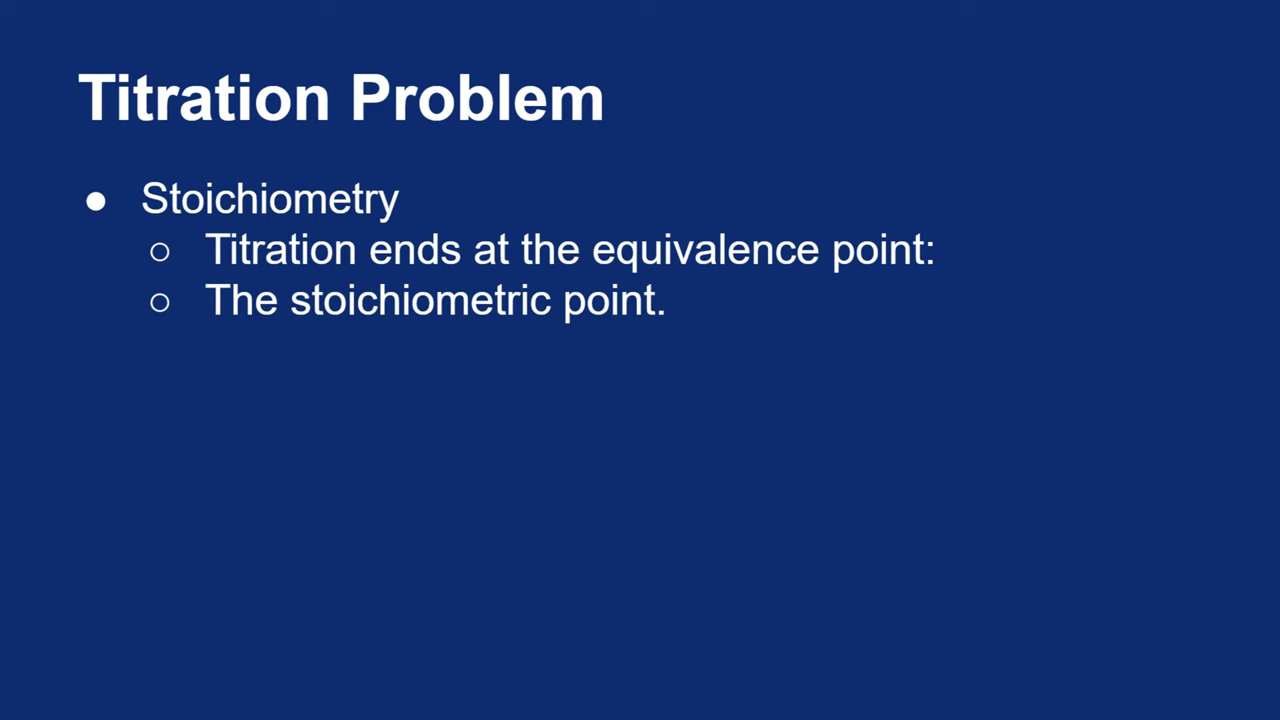 Titration Problem
● Stoichiometry
○ Titration ends at the equivalence point:
○ The stoichiometric point.